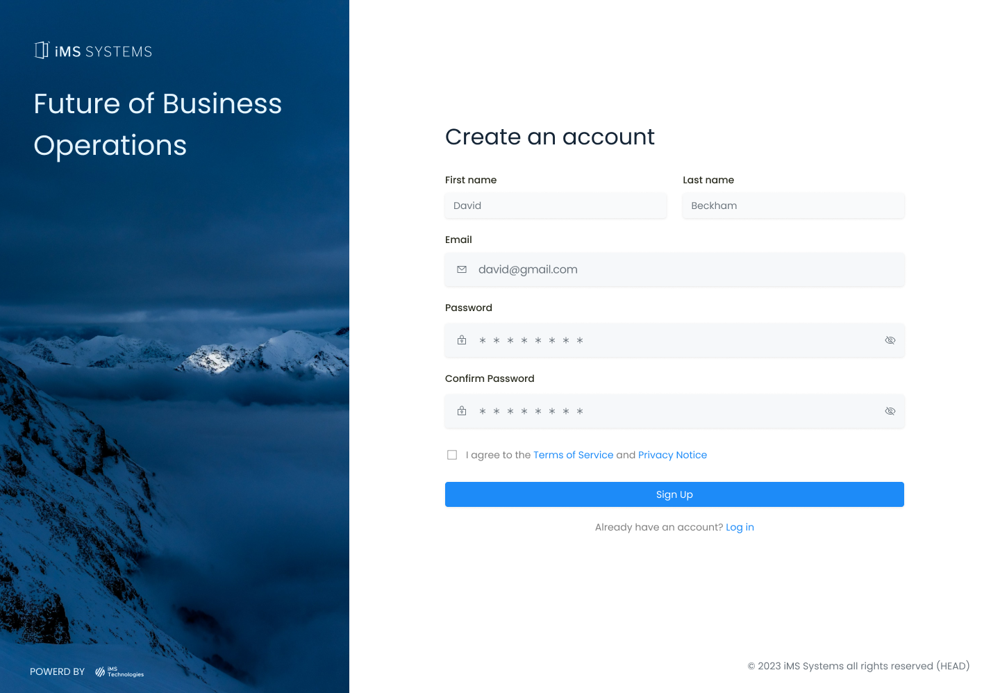 iMS SYSTEMS
Future of Business
Operations
Create an account
First name
Last name
David
Beckham
Email
david@gmail.com
Password
* * * * * * * *
Confirm Password
* * * * * * * *
I agree to the Terms of Service and Privacy Notice
Sign Up
Already have an account? Log in
POWERD BY
iMS
Technologies
© 2023 iMS Systems all rights reserved (HEAD)